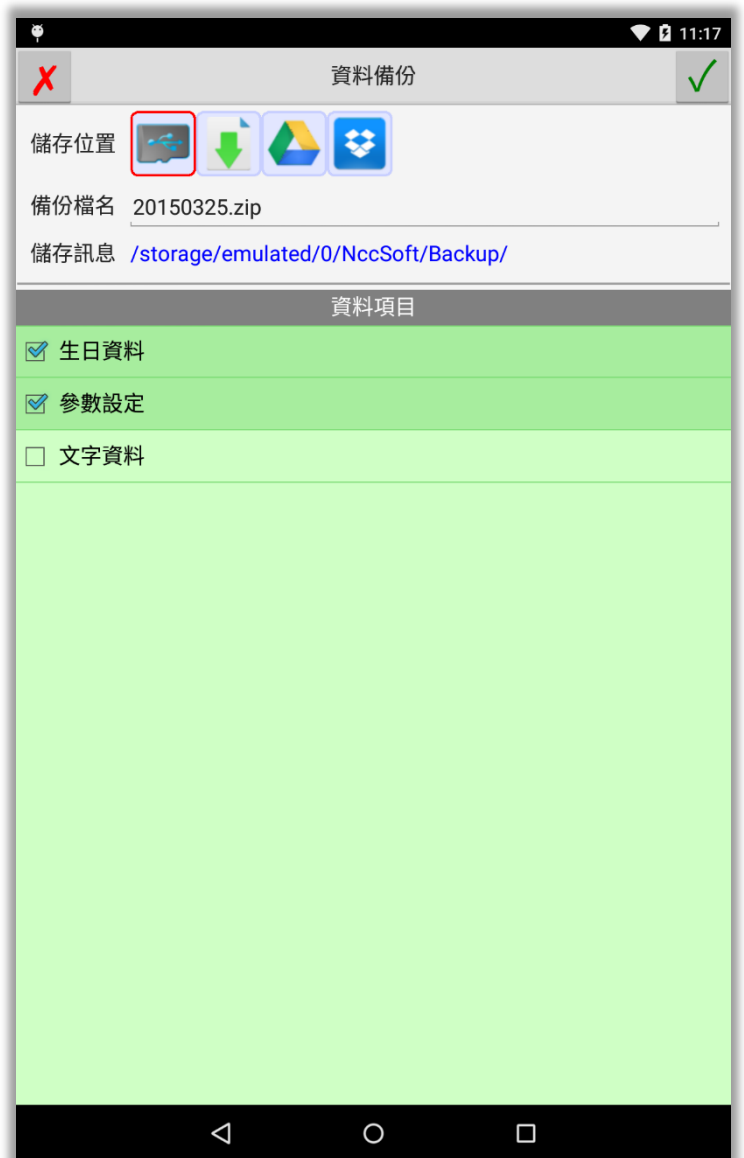 11:17
資料備份
儲存位置
備份檔名 20150325.zip
儲存訊息 /storage/emulated/0/NccSoft/Backup/
資料項目
生日資料
參數設定
文字資料